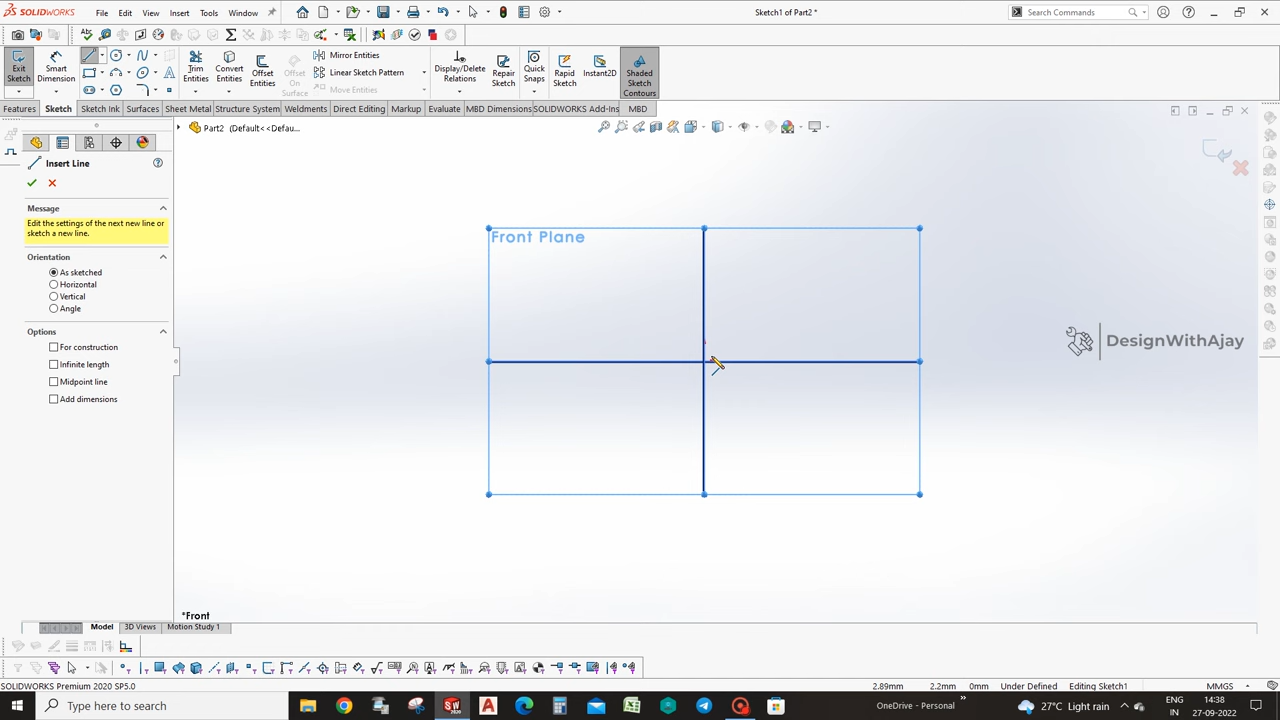 SOLIDWORKS File Edit View Insert Tools Window Sketch1 of Part2 * Search Commands
Exit Sketch Smart Dimension Trim Entities Convert Entities Offset Entities Offset On Surface Mirror Entities Linear Sketch Pattern Move Entities Display/Delete Relations Repair Sketch Quick Snaps Rapid Sketch Instant2D Shaded Sketch Contours
Features Sketch Sketch Ink Surfaces Sheet Metal Structure System Weldments Direct Editing Markup Evaluate MBD Dimensions SOLIDWORKS Add-Ins MBD
Part2 (Default<<Defau...
Insert Line
Message
Edit the settings of the next new line or
sketch a new line.
Front Plane
Orientation
As sketched
Horizontal
Vertical
Angle
Options
DesignWithAjay
For construction
Infinite length
Midpoint line
Add dimensions
*Front
Model 3D Views Motion Study 1
SOLIDWORKS Premium 2020 SP5.0 2.89mm 2.2mm 0mm Under Defined Editing Sketch1 MMGS
Type here to search OneDrive - Personal 27°C Light rain ENG IN 14:38 27-09-2022